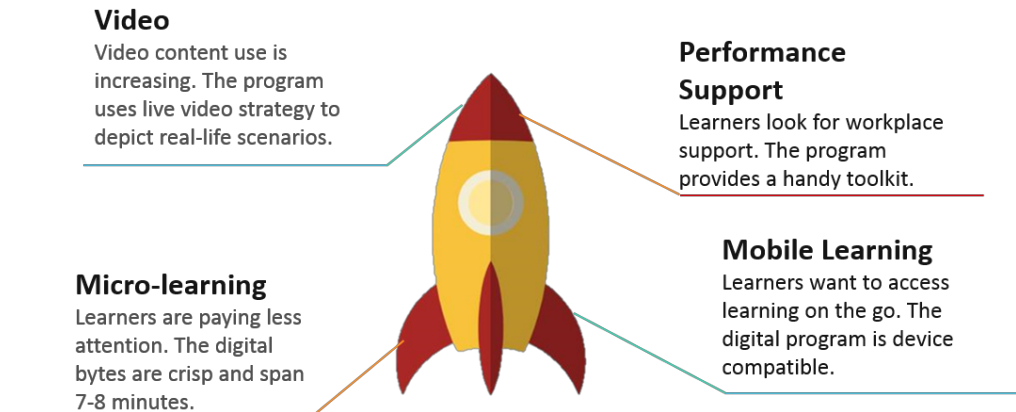 Video
Video content use is
increasing. The program
uses live video strategy to
depict real-life scenarios.
Performance
Support
Learners look for workplace
support. The program
provides a handy toolkit.
Micro-learning
Learners are paying less
attention. The digital
bytes are crisp and span
7-8 minutes.
Mobile Learning
Learners want to access
learning on the go. The
digital program is device
compatible.